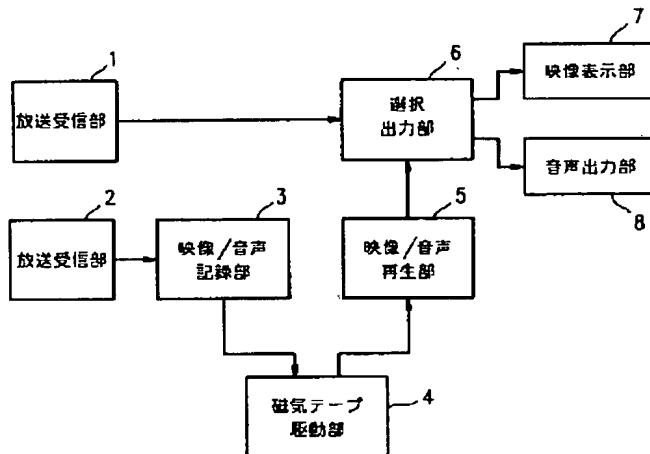 1
放送受信部
6
選択
出力部
7
映像表示部
音声出力部
8
2
放送受信部
3
映像/音声
記録部
5
映像/音声
再生部
磁気テープ
駆動部
4